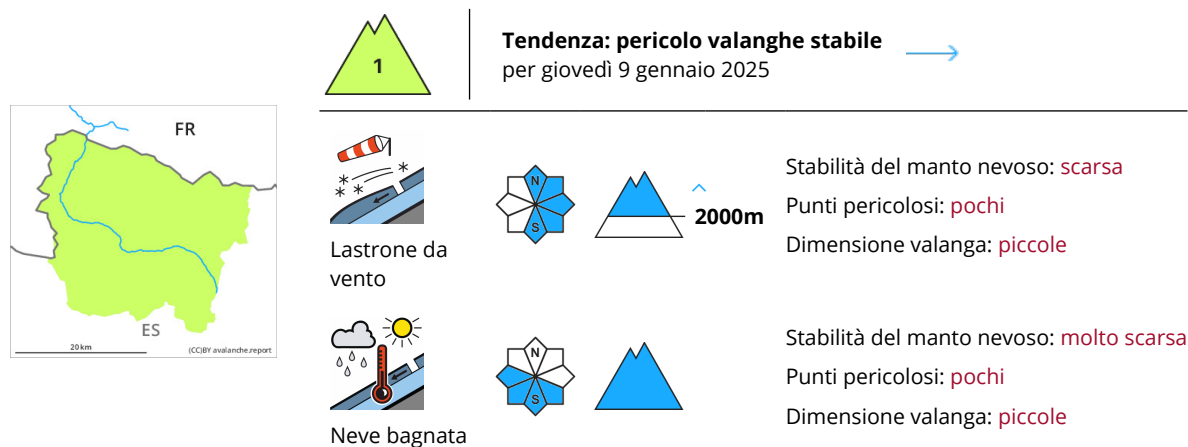 1
Tendenza: pericolo valanghe stabile
per giovedì 9 gennaio 2025
FR
ES
20 km
(CC)BY avalanche.report
N
S
2000m
Lastrone da
vento
Stabilità del manto nevoso: scarsa
Punti pericolosi: pochi
Dimensione valanga: piccole
N
S
Neve bagnata
Stabilità del manto nevoso: molto scarsa
Punti pericolosi: pochi
Dimensione valanga: piccole